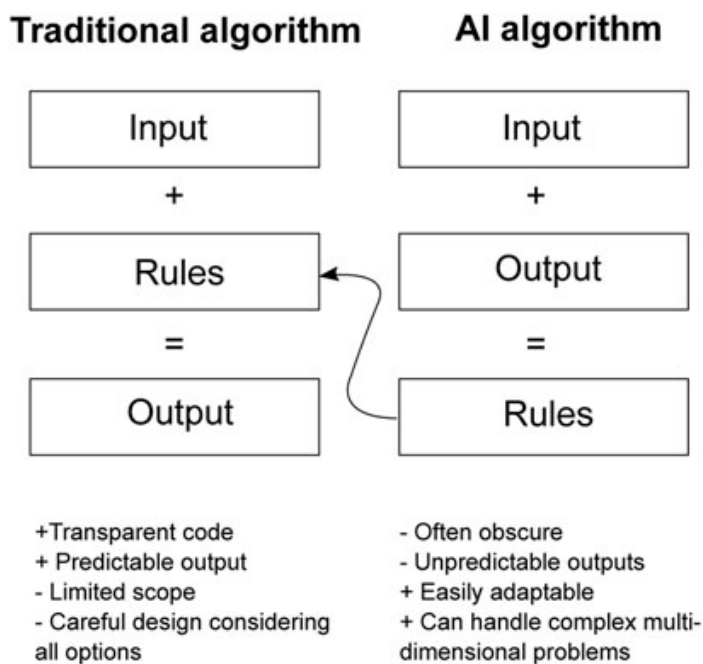 Traditional algorithm
Input
+
Rules
=
Output
+Transparent code
+ Predictable output
- Limited scope
- Careful design considering
all options
AI algorithm
Input
+
Output
=
Rules
- Often obscure
- Unpredictable outputs
+ Easily adaptable
+ Can handle complex multi-
dimensional problems